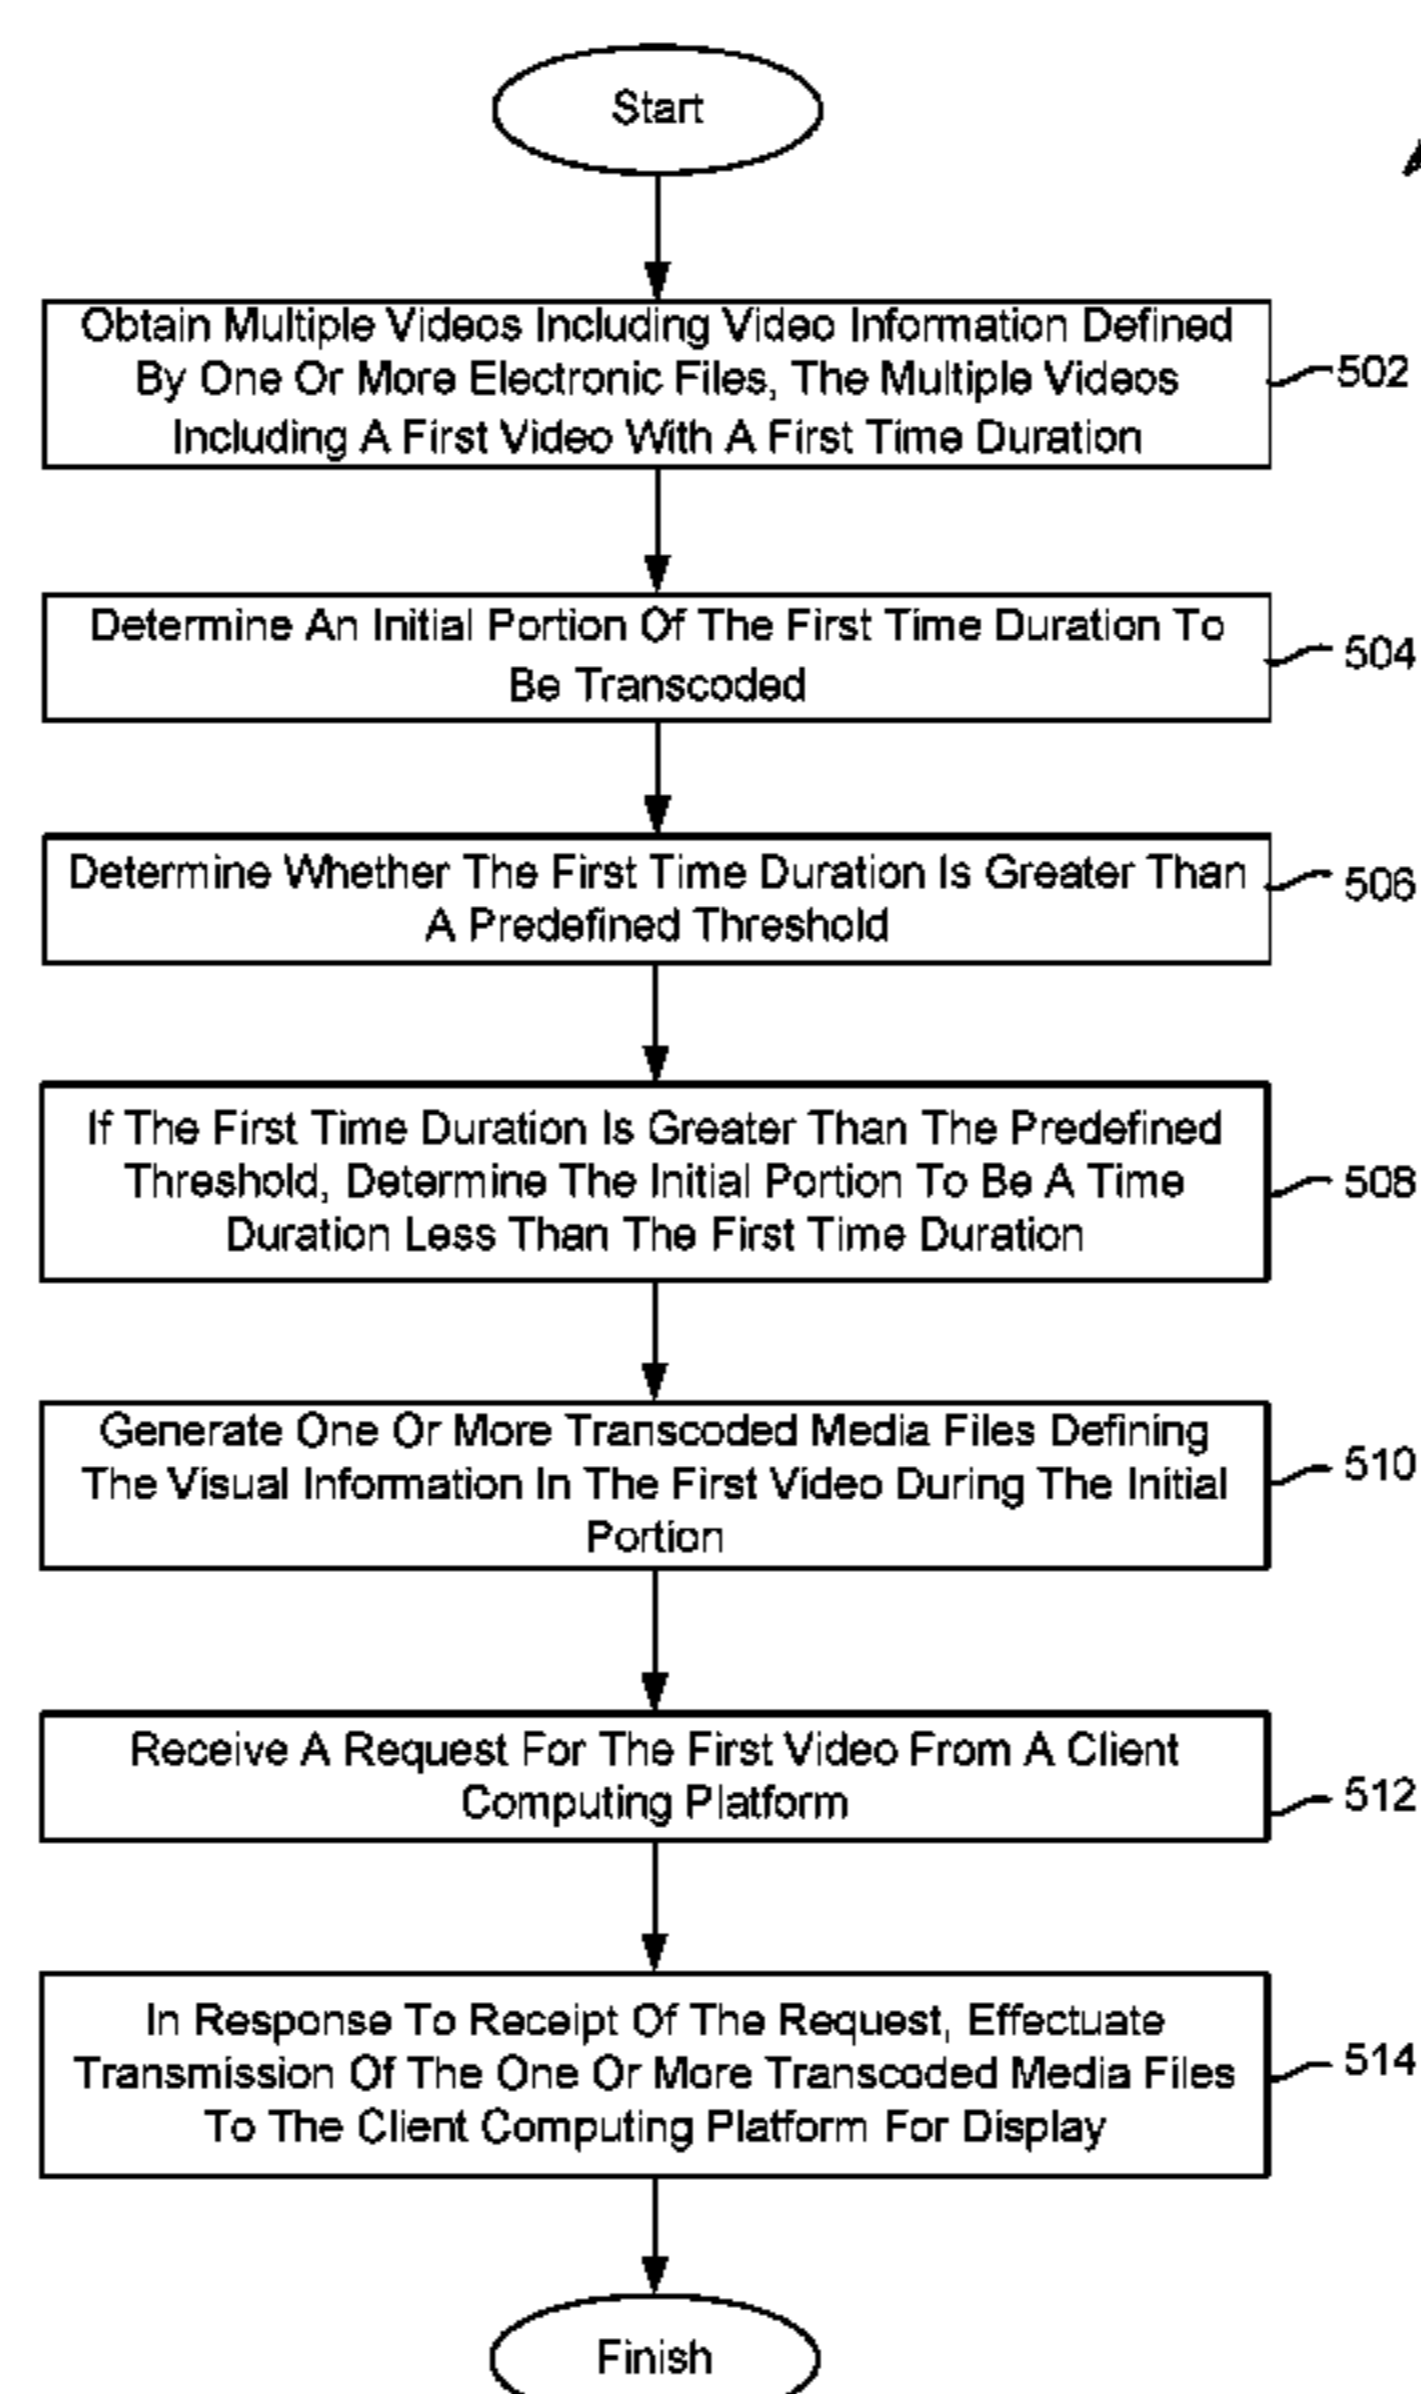 Start
Obtain Multiple Videos Including Video Information Defined
By One Or More Electronic Files, The Multiple Videos
Including A First Video With A First Time Duration
502
Determine An Initial Portion Of The First Time Duration To
Be Transcoded
504
Determine Whether The First Time Duration Is Greater Than
A Predefined Threshold
506
If The First Time Duration Is Greater Than The Predefined
Threshold, Determine The Initial Portion To Be A Time
Duration Less Than The First Time Duration
508
Generate One Or More Transcoded Media Files Defining
The Visual Information In The First Video During The Initial
Portion
510
Receive A Request For The First Video From A Client
Computing Platform
512
In Response To Receipt Of The Request, Effectuate
Transmission Of The One Or More Transcoded Media Files
To The Client Computing Platform For Display
514
Finish